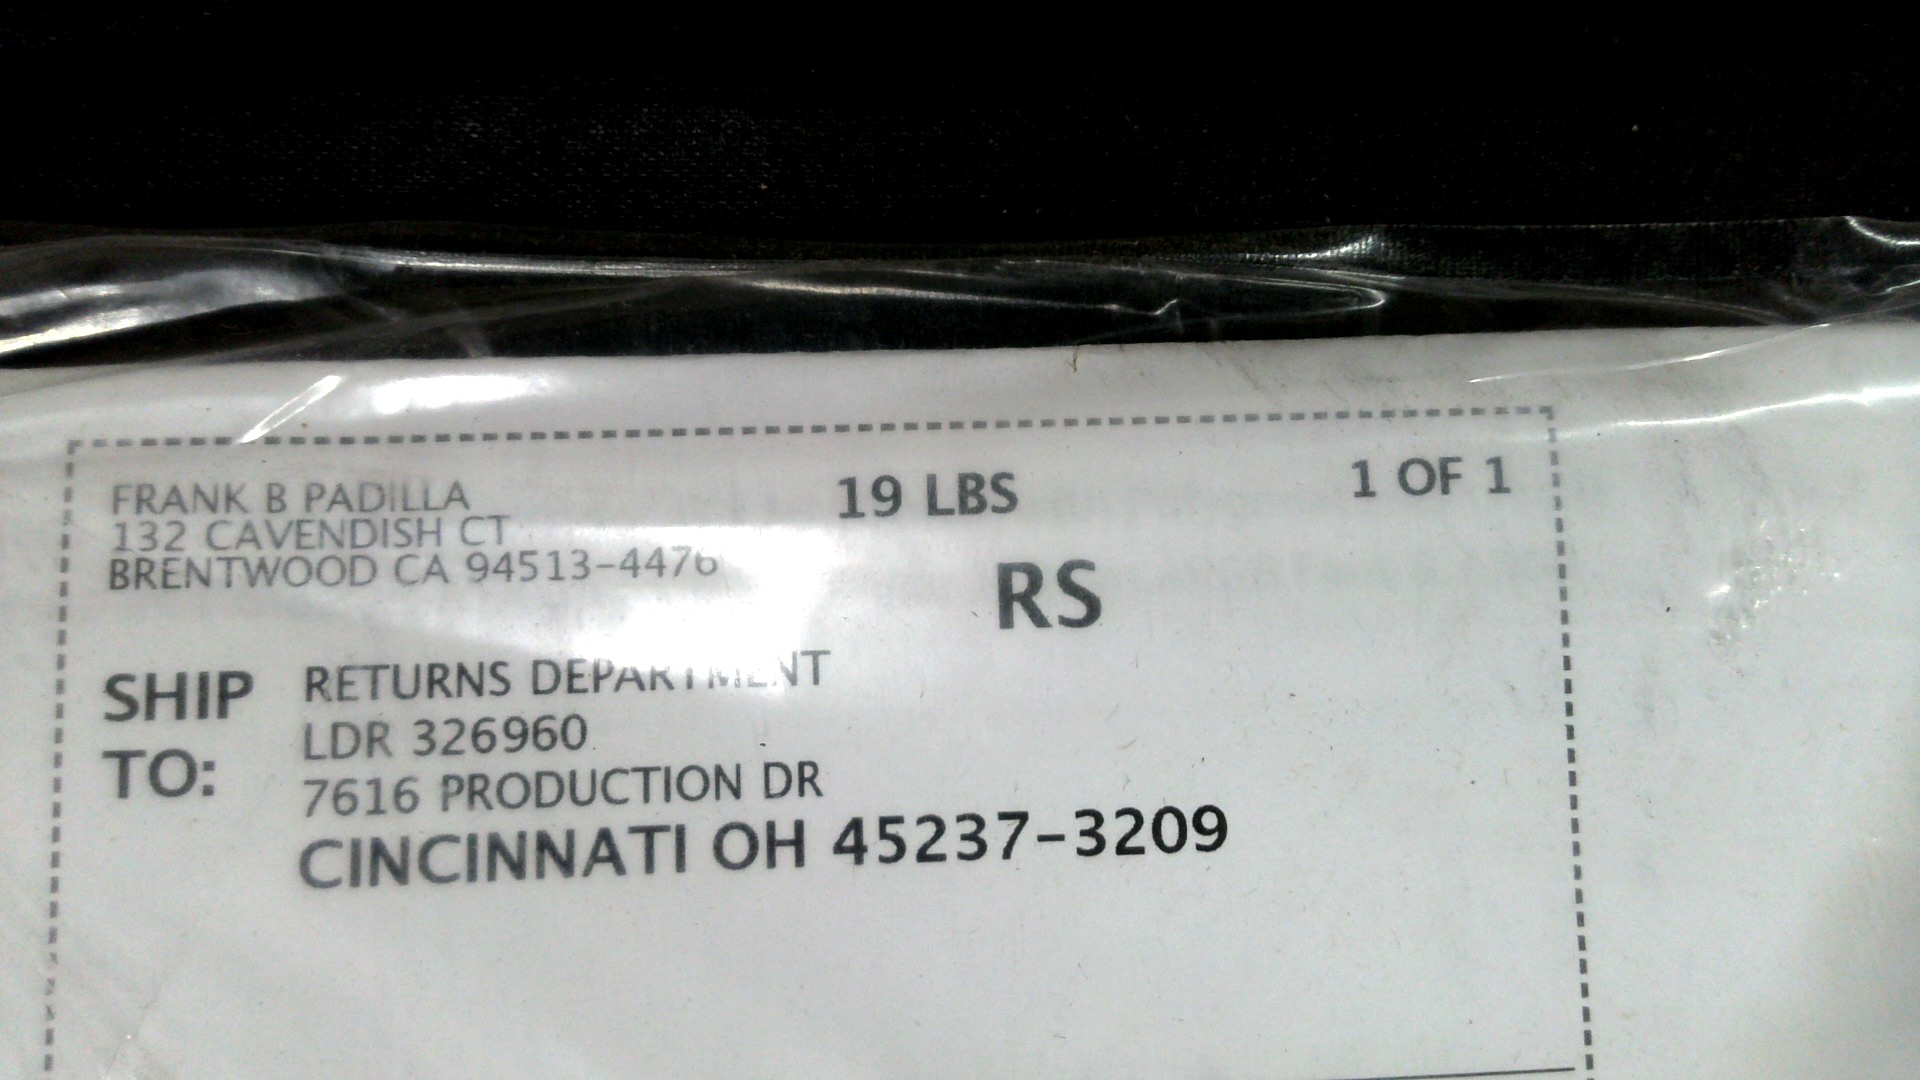 FRANK B PADILLA
132 CAVENDISH CT
BRENTWOOD CA 94513-4476
19 LBS
1 OF 1
RS
SHIP TO:
RETURNS DEPARTMENT
LDR 326960
7616 PRODUCTION DR
CINCINNATI OH 45237-3209